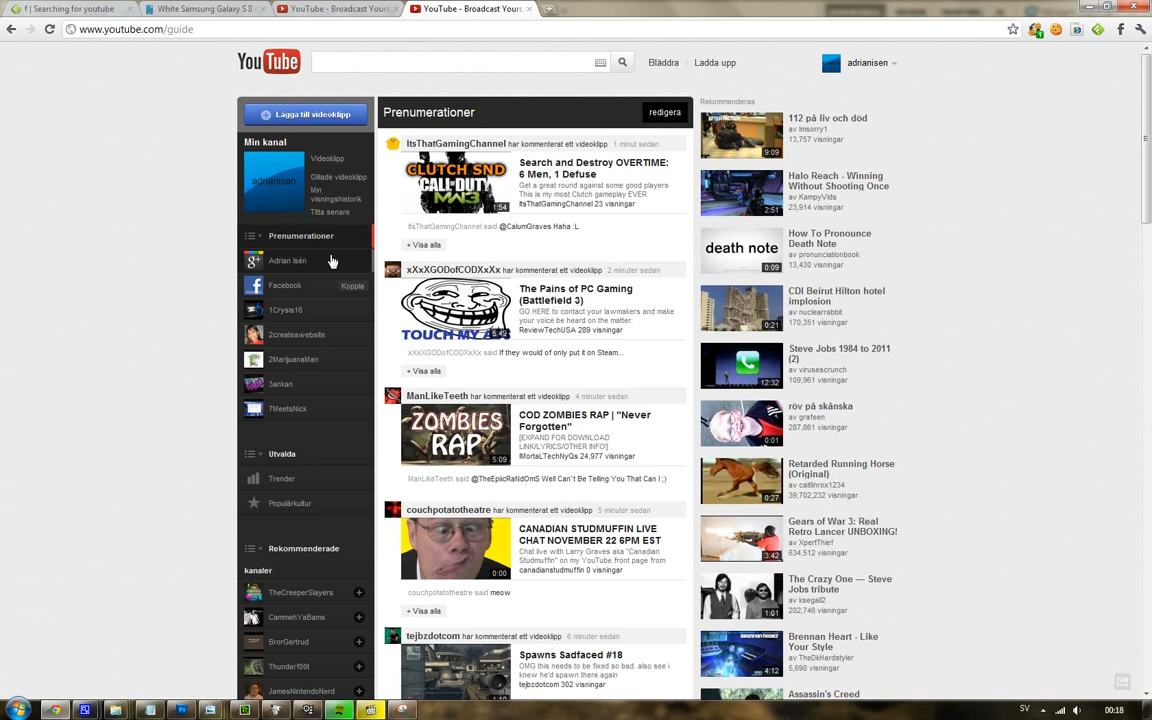 f | Searching for youtube
White Samsung Galaxy S II c
YouTube - Broadcast Yours
YouTube - Broadcast Yours
www.youtube.com/guide
YouTube
Bläddra
Ladda upp
adrianisen
Lägga till videoklipp
Min kanal
adrianisen
Videoklipp
Gillade videoklipp
Min
visningshistorik
Titta senare
Prenumerationer
Adrian Isén
Facebook
Koppla
1Crysis16
2createawebsite
2MarijuanaMan
3ankan
7MeetsNick
Utvalda
Trender
Populärkultur
Rekommenderade
kanaler
TheCreeperSlayers
CammehYaBams
BrorGertrud
Thunderf00t
JamesNintendoNerd
Prenumerationer
redigera
ItsThatGamingChannel har kommenterat ett videoklipp 1 minut sedan
CLUTCH SND
CALL OF DUTY
MW3
1:54
Search and Destroy OVERTIME:
6 Men, 1 Defuse
Get a great round against some good players
This is my most Clutch gameplay EVER
ItsThatGamingChannel 23 visningar
ItsThatGamingChannel said @CalumGraves Haha :L
+ Visa alla
xXxXGODofCODXxXx har kommenterat ett videoklipp 2 minuter sedan
TOUCH MY
5:49
The Pains of PC Gaming
(Battlefield 3)
GO HERE to contact your lawmakers and make
your voice be heard on the matter:
ReviewTechUSA 289 visningar
xXxXGODofCODXxXx said If they would of only put it on Steam...
+ Visa alla
ManLikeTeeth har kommenterat ett videoklipp 4 minuter sedan
ZOMBIES
RAP
5:09
COD ZOMBIES RAP | "Never
Forgotten"
[EXPAND FOR DOWNLOAD
LINK/LYRICS/OTHER INFO!]
IMortalTechNyQs 24,977 visningar
ManLikeTeeth said @TheEpiicRaNdOmS Well Can´t Be Telling You That Can I ;)
couchpotatotheatre har kommenterat ett videoklipp 5 minuter sedan
0:00
CANADIAN STUDMUFFIN LIVE
CHAT NOVEMBER 22 6PM EST
Chat live with Larry Graves aka "Canadian
Studmuffin" on my YouTube front page from
canadianstudmuffin 0 visningar
couchpotatotheatre said meow
+ Visa alla
tejbzdotcom har kommenterat ett videoklipp 6 minuter sedan
Spawns Sadfaced #18
OMG this needs to be fixed so bad. also see i
knew he'd spawn there again
tejbzdotcom 302 visningar
Rekommenderas
9:09
112 på liv och död
av lmsorry1
13,757 visningar
2:51
Halo Reach - Winning
Without Shooting Once
av KampyVids
23,914 visningar
death note
0:09
How To Pronounce
Death Note
av pronunciationbook
13,430 visningar
0:21
CDI Beirut Hilton hotel
implosion
av nuclearrabbit
170,351 visningar
12:32
Steve Jobs 1984 to 2011
(2)
av viruscrunch
109,961 visningar
0:01
röv på skånska
av grafeen
287,861 visningar
0:27
Retarded Running Horse
(Original)
av caitlinrox1234
39,702,232 visningar
3:42
Gears of War 3: Real
Retro Lancer UNBOXING!
av XpertThief
634,512 visningar
1:01
The Crazy One — Steve
Jobs tribute
av ksegall2
202,746 visningar
4:12
Brennan Heart - Like
Your Style
av TheDkHardstyler
5,698 visningar
Assassin's Creed
SV
00:18